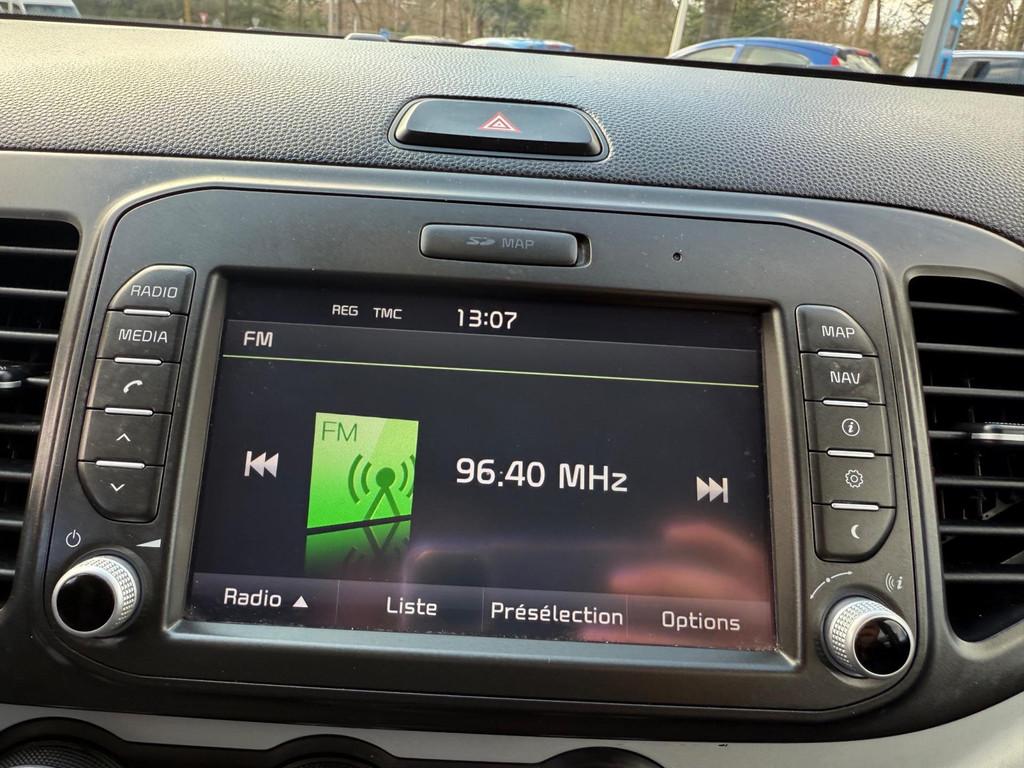 SD MAP
RADIO
MEDIA
REG TMC 13:07
FM
FM
96.40 MHz
Radio ▲ Liste Présélection Options
MAP
NAV